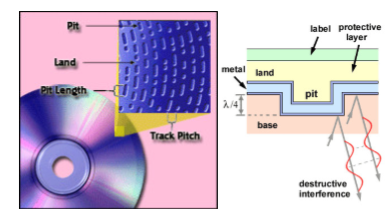 Pit
Land
Pit Length
Track Pitch
label
protective
layer
metal
land
pit
λ/4
base
destructive
interference